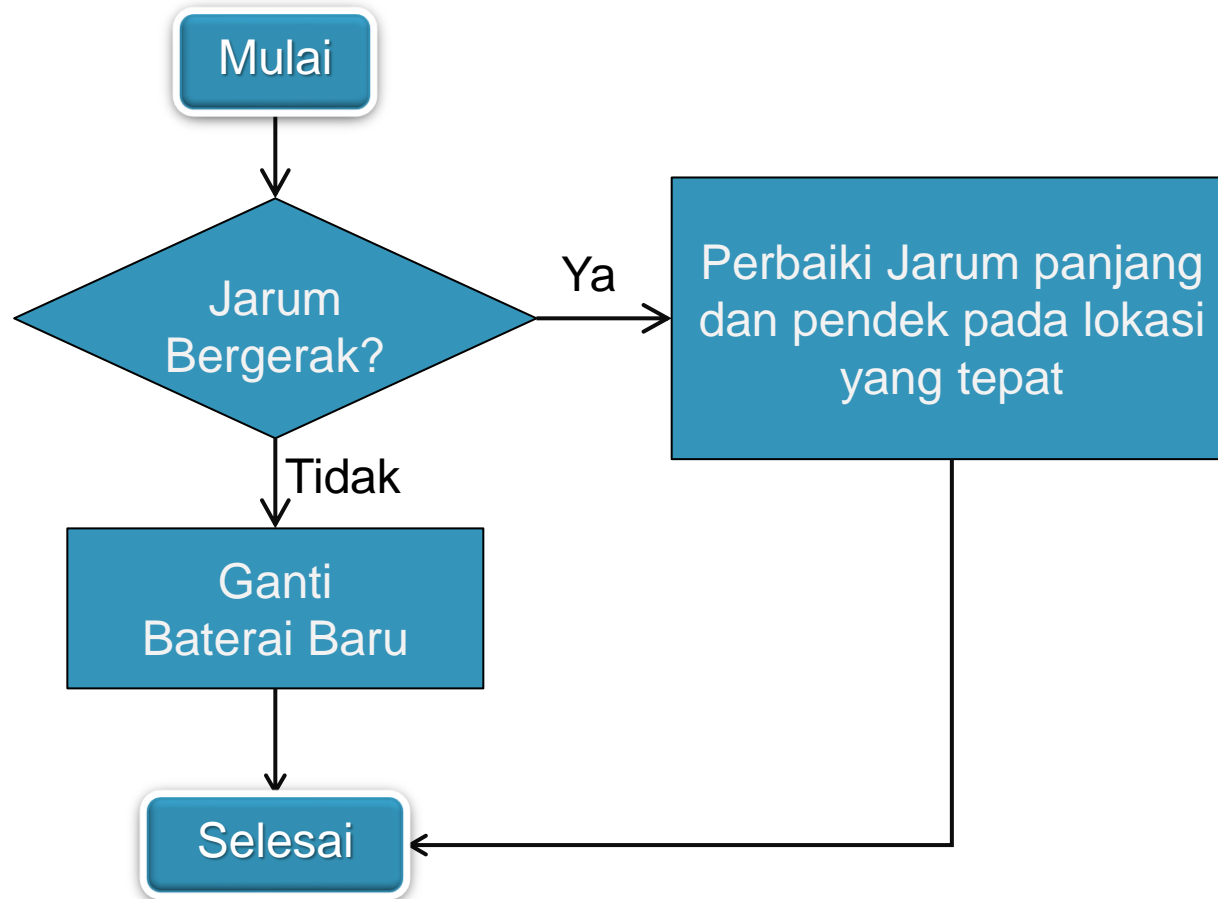 Mulai
Jarum
Bergerak?
Ya
Perbaiki Jarum panjang
dan pendek pada lokasi
yang tepat
Tidak
Ganti
Baterai Baru
Selesai